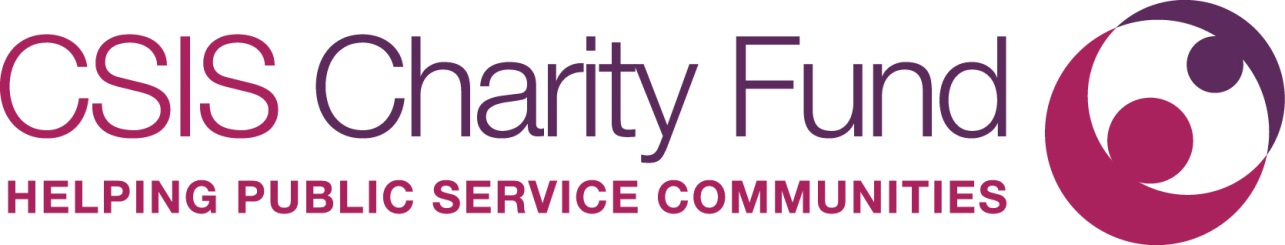 CSIS Charity Fund
HELPING PUBLIC SERVICE COMMUNITIES